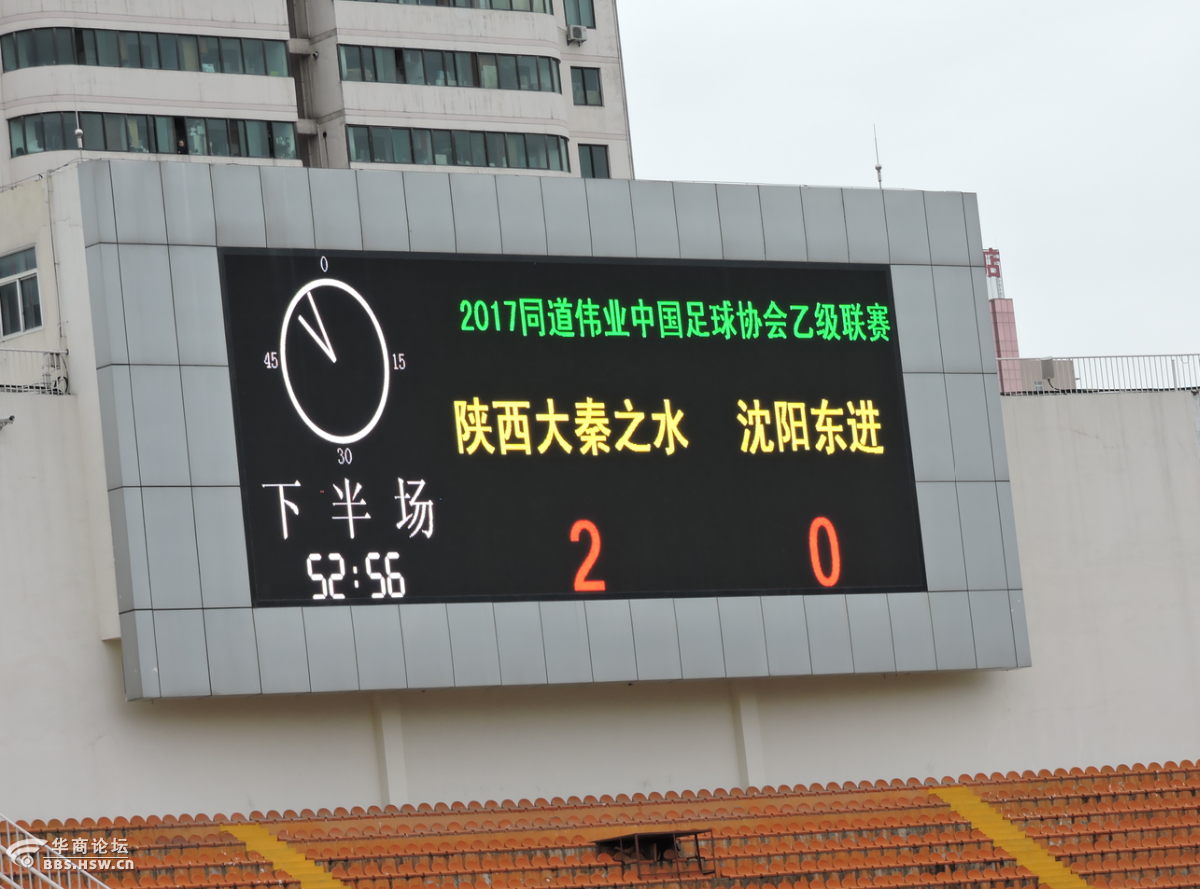 2017同道伟业中国足球协会乙级联赛
0
45
15
30
陕西大秦之水 沈阳东进
下半场
52:56
2 0
店
华商论坛
BBS.HSW.CN